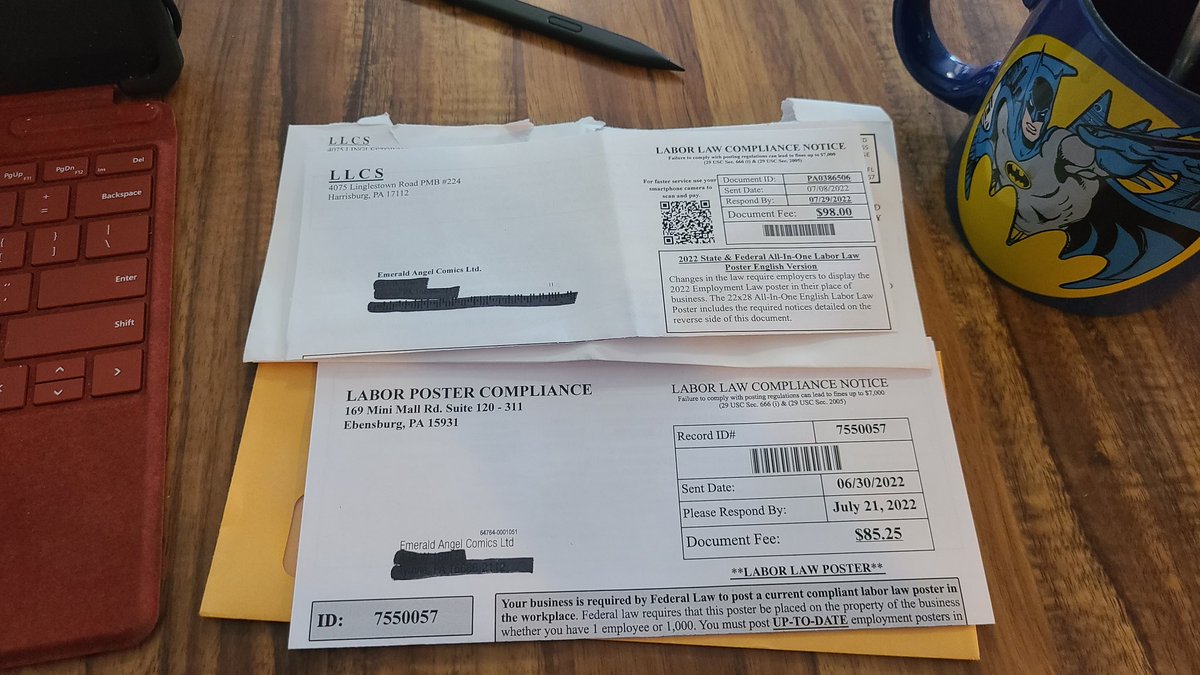 PgUp
PgDn
F11
F12
Del
Ins
+
=
Backspace
{
[
}
]
|
\
"
'
Enter
Shift
LLCS
LLCS
4075 Linglestown Road PMB #224
Harrisburg, PA 17112
LABOR LAW COMPLIANCE NOTICE
Failure to comply with posting regulations can lead to fines up to $7,000
(29 USC Sec. 666 (i) & (29 USC Sec. 2005)
For faster service use your
smartphone camera to
scan and pay.
Document ID: PA0386506
Sent Date: 07/08/2022
Respond By: 07/29/2022
Document Fee: $98.00
Emerald Angel Comics Ltd.
2022 State & Federal All-In-One Labor Law
Poster English Version
Changes in the law require employers to display the
2022 Employment Law poster in their place of
business. The 22x28 All-In-One English Labor Law
Poster includes the required notices detailed on the
reverse side of this document.
FL
57
LABOR POSTER COMPLIANCE
169 Mini Mall Rd. Suite 120 - 311
Ebensburg, PA 15931
LABOR LAW COMPLIANCE NOTICE
Failure to comply with posting regulations can lead to fines up to $7,000
(29 USC Sec. 666 (i) & (29 USC Sec. 2005)
Record ID# 7550057
Sent Date: 06/30/2022
Please Respond By: July 21, 2022
Document Fee: $85.25
64764-0001051
Emerald Angel Comics Ltd
**LABOR LAW POSTER**
ID: 7550057
Your business is required by Federal Law to post a current compliant labor law poster in
the workplace. Federal law requires that this poster be placed on the property of the business
whether you have 1 employee or 1,000. You must post UP-TO-DATE employment posters in